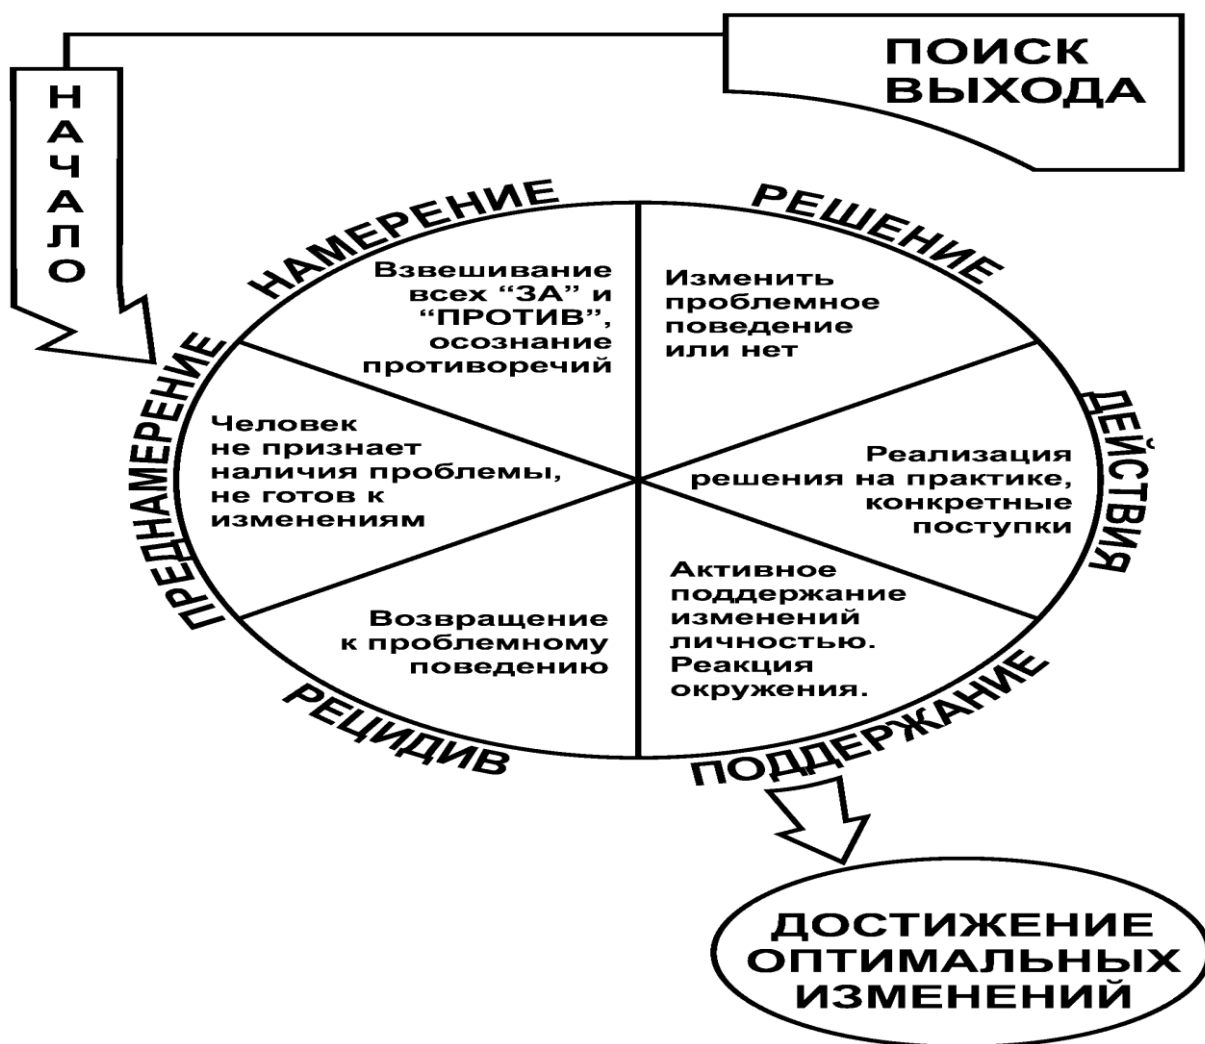 ПОИСК
ВЫХОДА
НАЧАЛО
ПРЕДНАМЕРЕНИЕ
Человек
не признает
наличия проблемы,
не готов к
изменениям
НАМЕРЕНИЕ
Взвешивание
всех “ЗА” и
“ПРОТИВ”,
осознание
противоречий
РЕШЕНИЕ
Изменить
проблемное
поведение
или нет
ДЕЙСТВИЯ
Реализация
решения на практике,
конкретные
поступки
ПОДДЕРЖАНИЕ
Активное
поддержание
изменений
личностью.
Реакция
окружения.
РЕЦИДИВ
Возвращение
к проблемному
поведению
ДОСТИЖЕНИЕ
ОПТИМАЛЬНЫХ
ИЗМЕНЕНИЙ